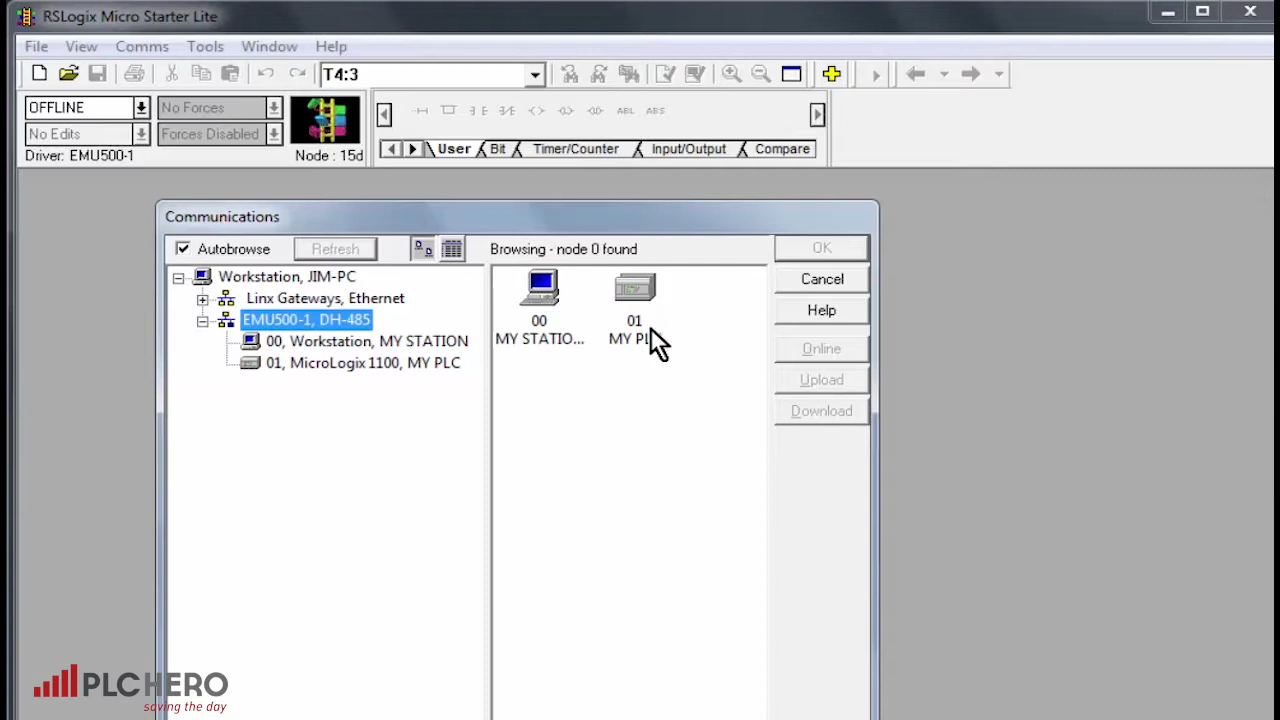 RSLogix Micro Starter Lite
File View Comms Tools Window Help
T4:3
OFFLINE No Forces
No Edits Forces Disabled
ABL ABS
Driver: EMU500-1 Node : 15d
User Bit Timer/Counter Input/Output Compare
Communications
Autobrowse Refresh Browsing - node 0 found OK
Workstation, JIM-PC
Linx Gateways, Ethernet
EMU500-1, DH-485
00, Workstation, MY STATION
01, MicroLogix 1100, MY PLC
00 01
MY STATIO... MY
Cancel
Help
Online
Upload
Download
PLCHERO
saving the day